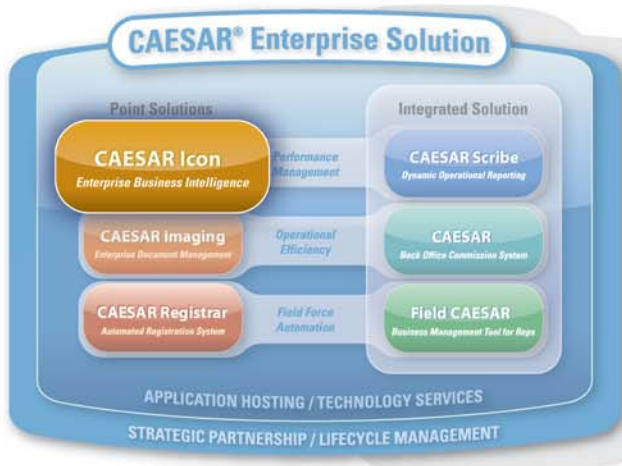 CAESAR® Enterprise Solution
Point Solutions
Integrated Solution
CAESAR Icon
Enterprise Business Intelligence
Performance
Management
CAESAR Scribe
Dynamic Operational Reporting
CAESAR Imaging
Enterprise Document Management
Operational
Efficiency
CAESAR
Back Office Commission System
CAESAR Registrar
Automated Registration System
Field Force
Automation
Field CAESAR
Business Management Tool for Reps
APPLICATION HOSTING / TECHNOLOGY SERVICES
STRATEGIC PARTNERSHIP / LIFECYCLE MANAGEMENT